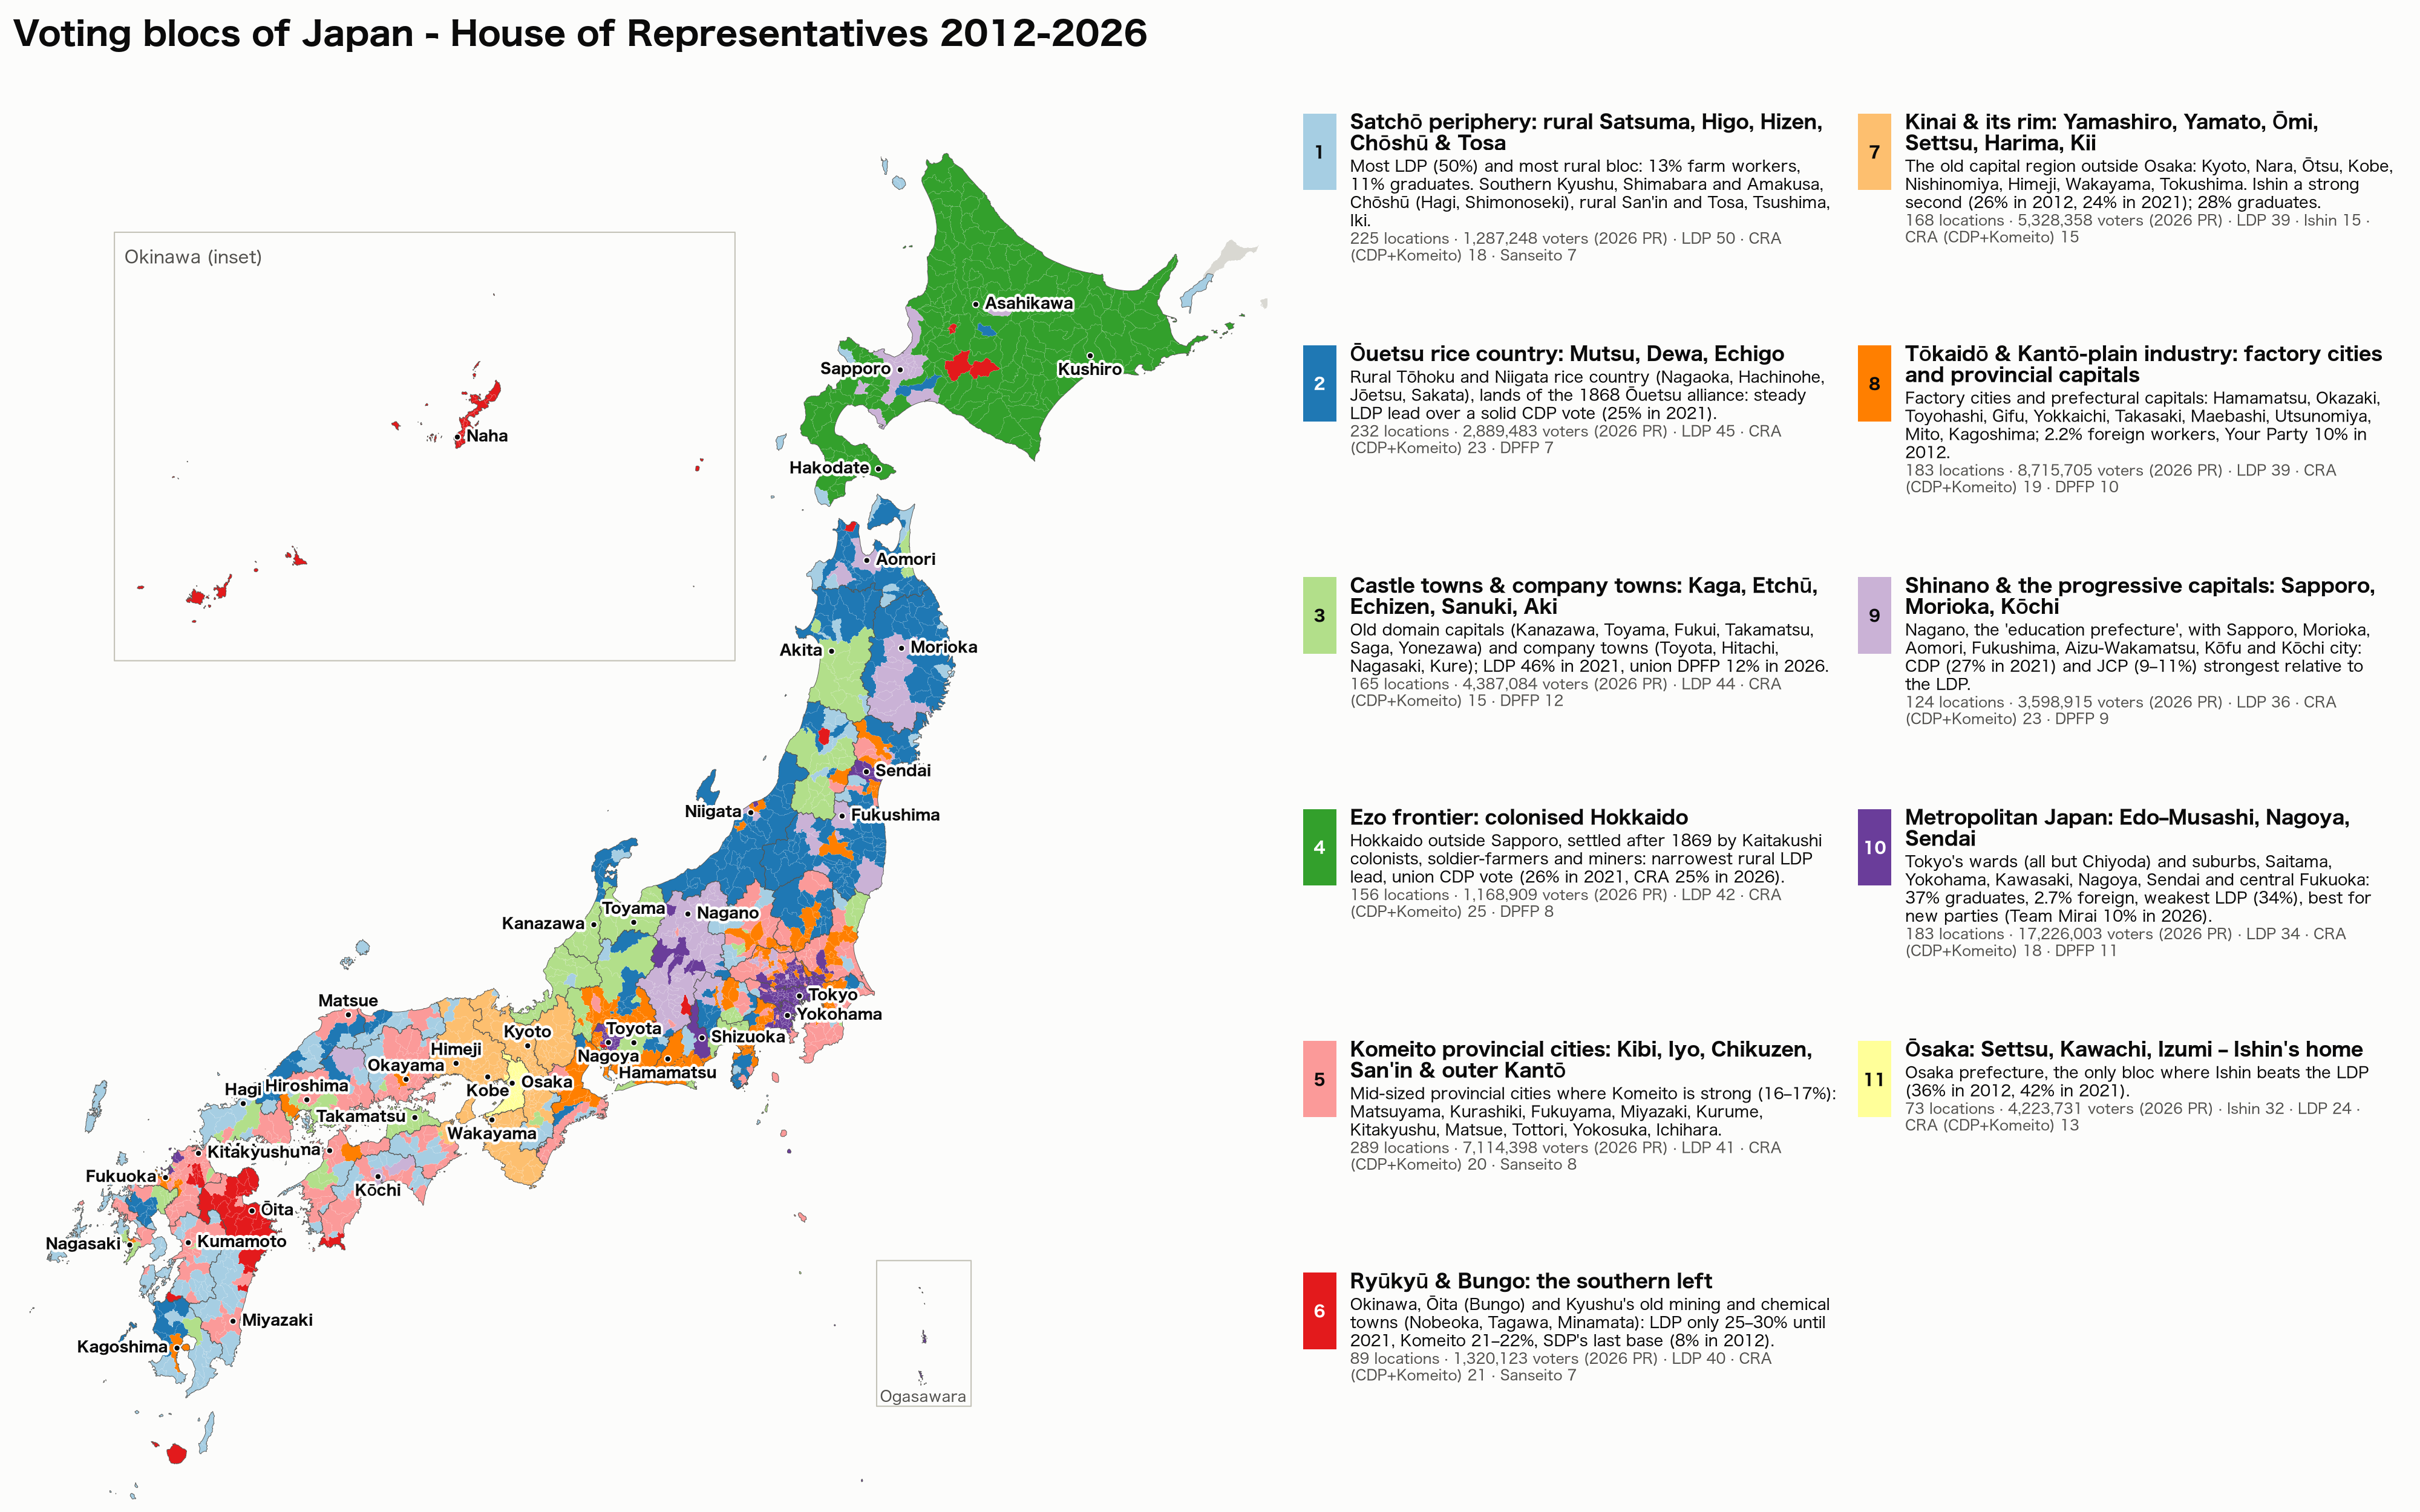 Voting blocs of Japan - House of Representatives 2012-2026
Okinawa (inset)
Naha
Asahikawa
Sapporo
Kushiro
Hakodate
Aomori
Akita
Morioka
Sendai
Niigata
Fukushima
Toyama
Kanazawa
Nagano
Matsue
Tokyo
Yokohama
Kyoto
Toyota
Shizuoka
Himeji
Nagoya
Okayama
Hamamatsu
Kobe
Osaka
Hagi
Hiroshima
Takamatsu
Wakayama
Kitakyushu
ma
Fukuoka
Kōchi
Ōita
Nagasaki
Kumamoto
Miyazaki
Kagoshima
Ogasawara
1
Satchō periphery: rural Satsuma, Higo, Hizen,
Chōshū & Tosa
Most LDP (50%) and most rural bloc: 13% farm workers,
11% graduates. Southern Kyushu, Shimabara and Amakusa,
Chōshū (Hagi, Shimonoseki), rural San'in and Tosa, Tsushima,
Iki.
225 locations · 1,287,248 voters (2026 PR) · LDP 50 · CRA
(CDP+Komeito) 18 · Sanseito 7
2
Ōuetsu rice country: Mutsu, Dewa, Echigo
Rural Tōhoku and Niigata rice country (Nagaoka, Hachinohe,
Jōetsu, Sakata), lands of the 1868 Ōuetsu alliance: steady
LDP lead over a solid CDP vote (25% in 2021).
232 locations · 2,889,483 voters (2026 PR) · LDP 45 · CRA
(CDP+Komeito) 23 · DPFP 7
3
Castle towns & company towns: Kaga, Etchū,
Echizen, Sanuki, Aki
Old domain capitals (Kanazawa, Toyama, Fukui, Takamatsu,
Saga, Yonezawa) and company towns (Toyota, Hitachi,
Nagasaki, Kure); LDP 46% in 2021, union DPFP 12% in 2026.
165 locations · 4,387,084 voters (2026 PR) · LDP 44 · CRA
(CDP+Komeito) 15 · DPFP 12
4
Ezo frontier: colonised Hokkaido
Hokkaido outside Sapporo, settled after 1869 by Kaitakushi
colonists, soldier-farmers and miners: narrowest rural LDP
lead, union CDP vote (26% in 2021, CRA 25% in 2026).
156 locations · 1,168,909 voters (2026 PR) · LDP 42 · CRA
(CDP+Komeito) 25 · DPFP 8
5
Komeito provincial cities: Kibi, Iyo, Chikuzen,
San'in & outer Kantō
Mid-sized provincial cities where Komeito is strong (16–17%):
Matsuyama, Kurashiki, Fukuyama, Miyazaki, Kurume,
Kitakyushu, Matsue, Tottori, Yokosuka, Ichihara.
289 locations · 7,114,398 voters (2026 PR) · LDP 41 · CRA
(CDP+Komeito) 20 · Sanseito 8
6
Ryūkyū & Bungo: the southern left
Okinawa, Ōita (Bungo) and Kyushu's old mining and chemical
towns (Nobeoka, Tagawa, Minamata): LDP only 25–30% until
2021, Komeito 21–22%, SDP's last base (8% in 2012).
89 locations · 1,320,123 voters (2026 PR) · LDP 40 · CRA
(CDP+Komeito) 21 · Sanseito 7
7
Kinai & its rim: Yamashiro, Yamato, Ōmi,
Settsu, Harima, Kii
The old capital region outside Osaka: Kyoto, Nara, Ōtsu, Kobe,
Nishinomiya, Himeji, Wakayama, Tokushima. Ishin a strong
second (26% in 2012, 24% in 2021); 28% graduates.
168 locations · 5,328,358 voters (2026 PR) · LDP 39 · Ishin 15 ·
CRA (CDP+Komeito) 15
8
Tōkaidō & Kantō-plain industry: factory cities
and provincial capitals
Factory cities and prefectural capitals: Hamamatsu, Okazaki,
Toyohashi, Gifu, Yokkaichi, Takasaki, Maebashi, Utsunomiya,
Mito, Kagoshima; 2.2% foreign workers, Your Party 10% in
2012.
183 locations · 8,715,705 voters (2026 PR) · LDP 39 · CRA
(CDP+Komeito) 19 · DPFP 10
9
Shinano & the progressive capitals: Sapporo,
Morioka, Kōchi
Nagano, the 'education prefecture', with Sapporo, Morioka,
Aomori, Fukushima, Aizu-Wakamatsu, Kōfu and Kōchi city:
CDP (27% in 2021) and JCP (9–11%) strongest relative to
the LDP.
124 locations · 3,598,915 voters (2026 PR) · LDP 36 · CRA
(CDP+Komeito) 23 · DPFP 9
10
Metropolitan Japan: Edo–Musashi, Nagoya,
Sendai
Tokyo's wards (all but Chiyoda) and suburbs, Saitama,
Yokohama, Kawasaki, Nagoya, Sendai and central Fukuoka:
37% graduates, 2.7% foreign, weakest LDP (34%), best for
new parties (Team Mirai 10% in 2026).
183 locations · 17,226,003 voters (2026 PR) · LDP 34 · CRA
(CDP+Komeito) 18 · DPFP 11
11
Ōsaka: Settsu, Kawachi, Izumi – Ishin's home
Osaka prefecture, the only bloc where Ishin beats the LDP
(36% in 2012, 42% in 2021).
73 locations · 4,223,731 voters (2026 PR) · Ishin 32 · LDP 24 ·
CRA (CDP+Komeito) 13